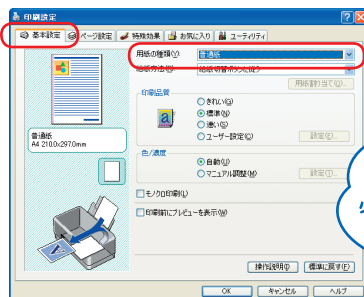 印刷設定
基本設定 ページ設定 特殊効果 お気に入り ユーティリティ
用紙の種類(Y): 普通紙
給紙方法(S):
用紙割り当て(U)...
印刷品質
きれい(G)
標準(N)
速い(S)
ユーザー設定(C) 設定(E)...
普通紙
A4 210.0x297.0mm
色/濃度
自動(U)
マニュアル調整(M) 設定(T)...
モノクロ印刷(L)
印刷前にプレビューを表示(W)
操作説明(I) 標準に戻す(F)
OK キャンセル ヘルプ